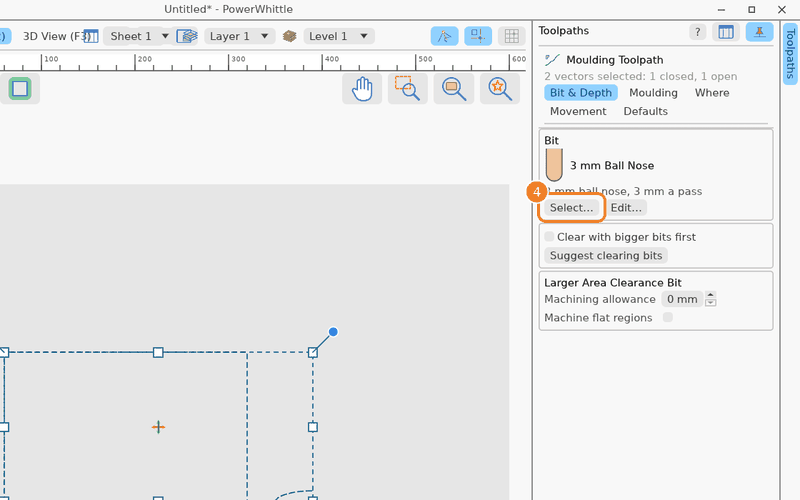 Untitled* - PowerWhittle
3D View (F3)
Sheet 1
Layer 1
Level 1
100
200
300
400
500
600
Toolpaths
?
Toolpaths
Moulding Toolpath
2 vectors selected: 1 closed, 1 open
Bit & Depth
Moulding
Where
Movement
Defaults
Bit
3 mm Ball Nose
mm ball nose, 3 mm a pass
4
Select...
Edit...
Clear with bigger bits first
Suggest clearing bits
Larger Area Clearance Bit
Machining allowance
0 mm
Machine flat regions